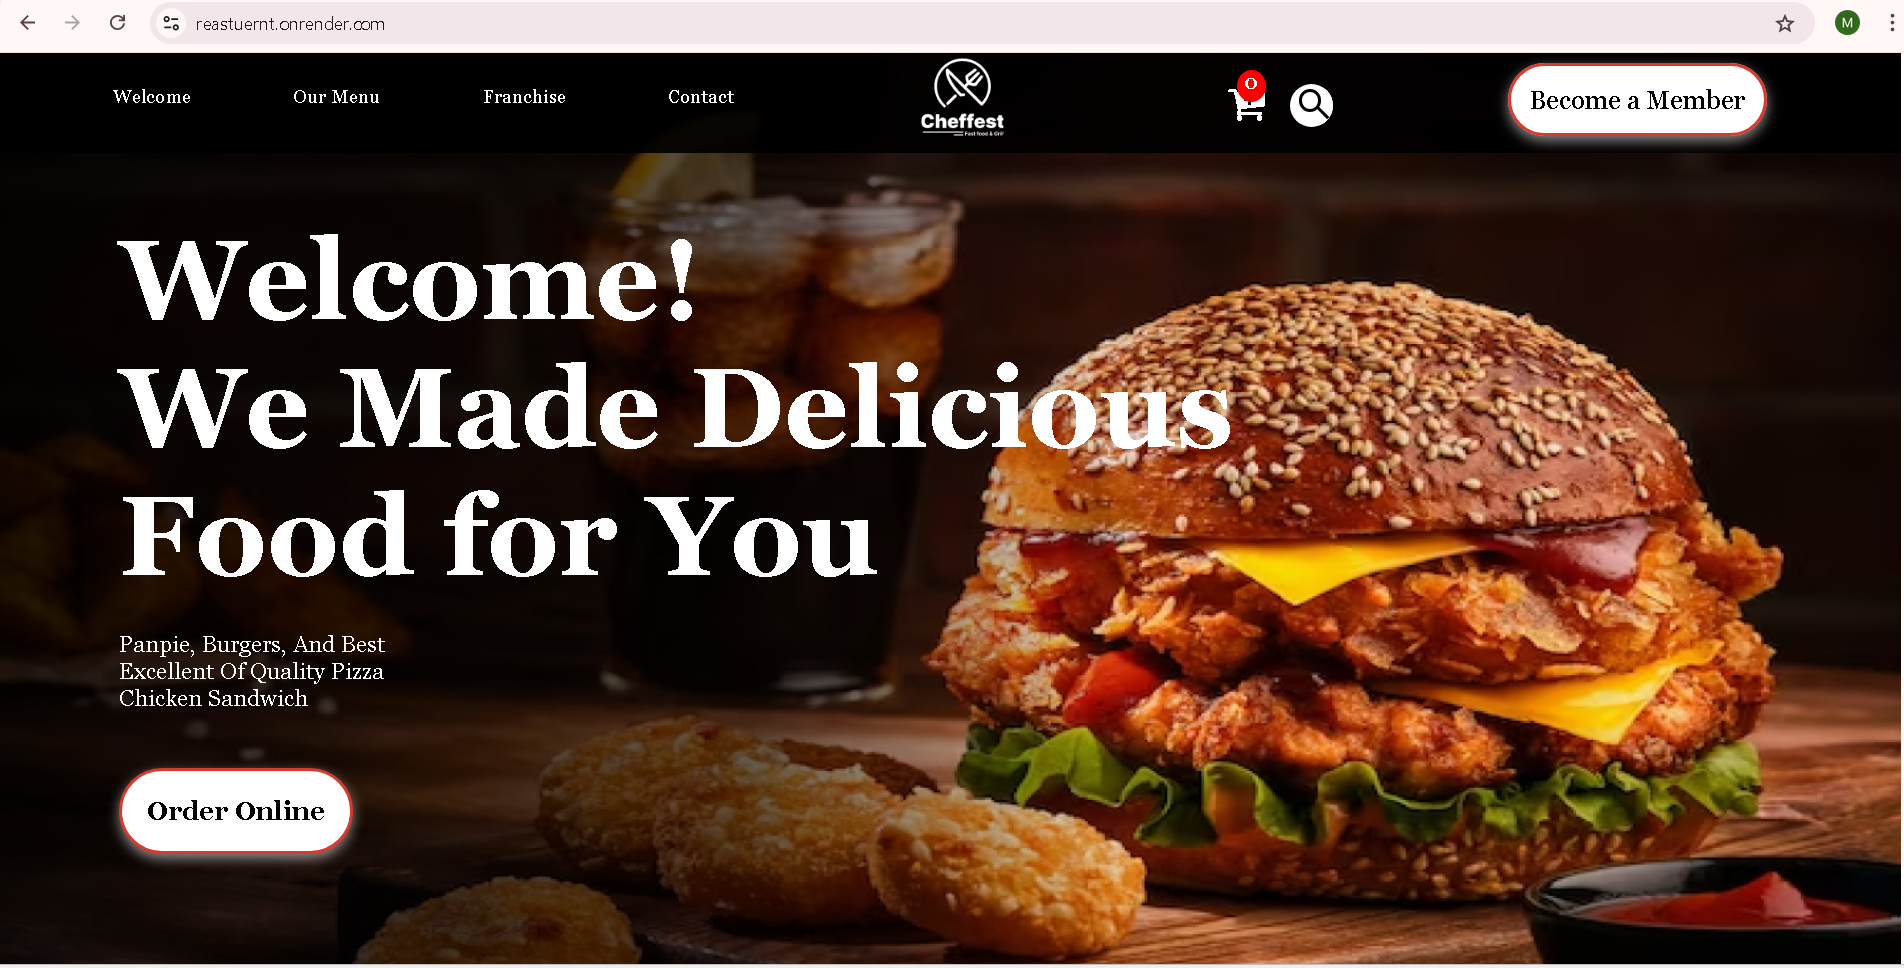 reastuernt.onrender.com
M
Welcome
Our Menu
Franchise
Contact
Cheffest
Fast food & Grill
0
Become a Member
Welcome!
We Made Delicious
Food for You
Panpie, Burgers, And Best
Excellent Of Quality Pizza
Chicken Sandwich
Order Online